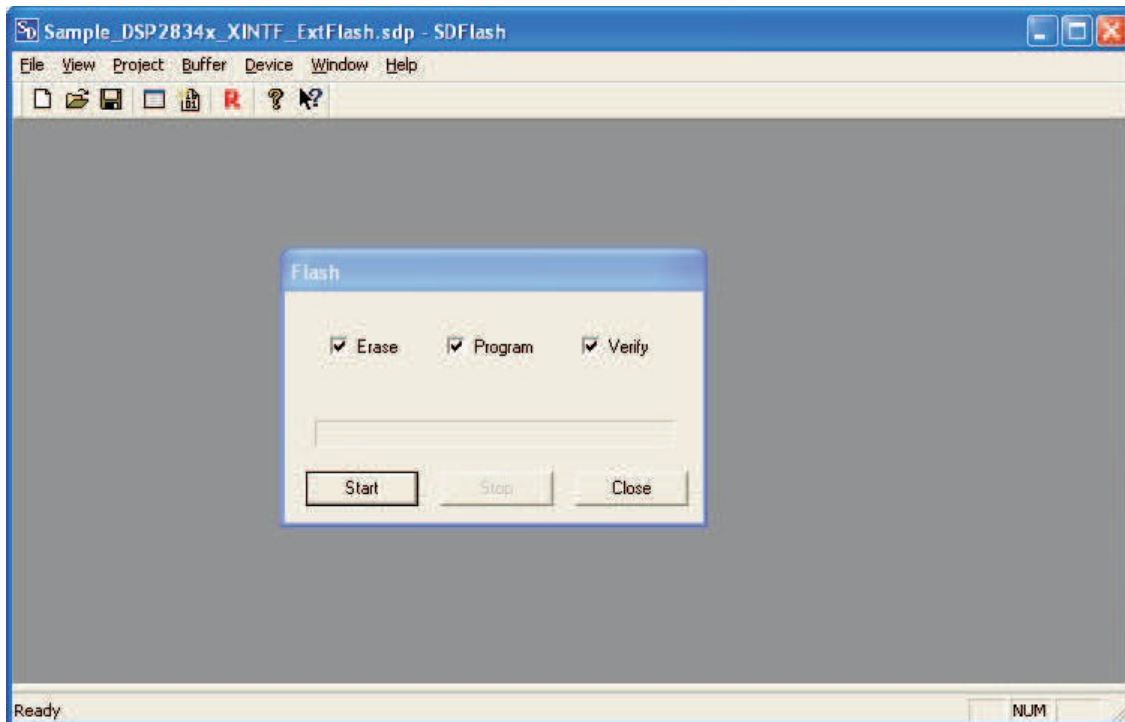 SD Sample_DSP2834x_XINTF_ExtFlash.sdp - SDFlash
File View Project Buffer Device Window Help
Flash
Erase Program Verify
Start Stop Close
Ready NUM